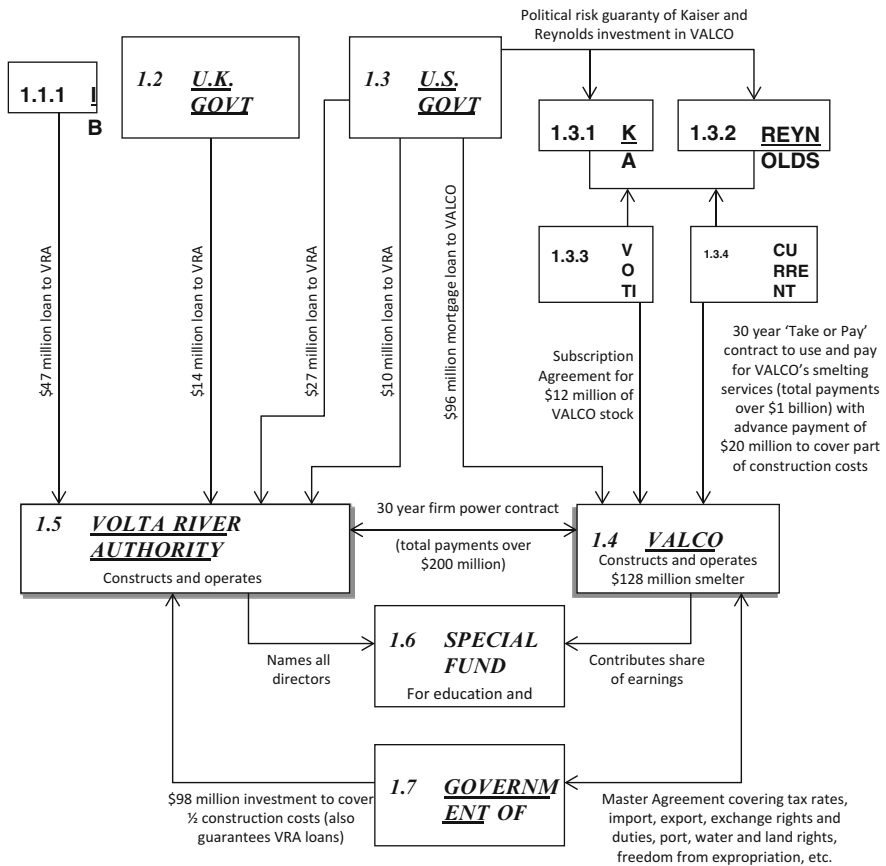 Political risk guaranty of Kaiser and
Reynolds investment in VALCO
1.1.1 I
B
1.2 U.K.
GOVT
1.3 U.S.
GOVT
1.3.1 K
A
1.3.2 REYN
OLDS
1.3.3 V
O
TI
1.3.4 CU
RRE
NT
$47 million loan to VRA
$14 million loan to VRA
$27 million loan to VRA
$10 million loan to VRA
$96 million mortgage loan to VALCO
Subscription
Agreement for
$12 million of
VALCO stock
30 year ‘Take or Pay’
contract to use and pay
for VALCO’s smelting
services (total payments
over $1 billion) with
advance payment of
$20 million to cover part
of construction costs
1.5 VOLTA RIVER
AUTHORITY
Constructs and operates
30 year firm power contract
(total payments over
$200 million)
1.4 VALCO
Constructs and operates
$128 million smelter
Names all
directors
1.6 SPECIAL
FUND
For education and
Contributes share
of earnings
$98 million investment to cover
½ construction costs (also
guarantees VRA loans)
1.7 GOVERNM
ENT OF
Master Agreement covering tax rates,
import, export, exchange rights and
duties, port, water and land rights,
freedom from expropriation, etc.